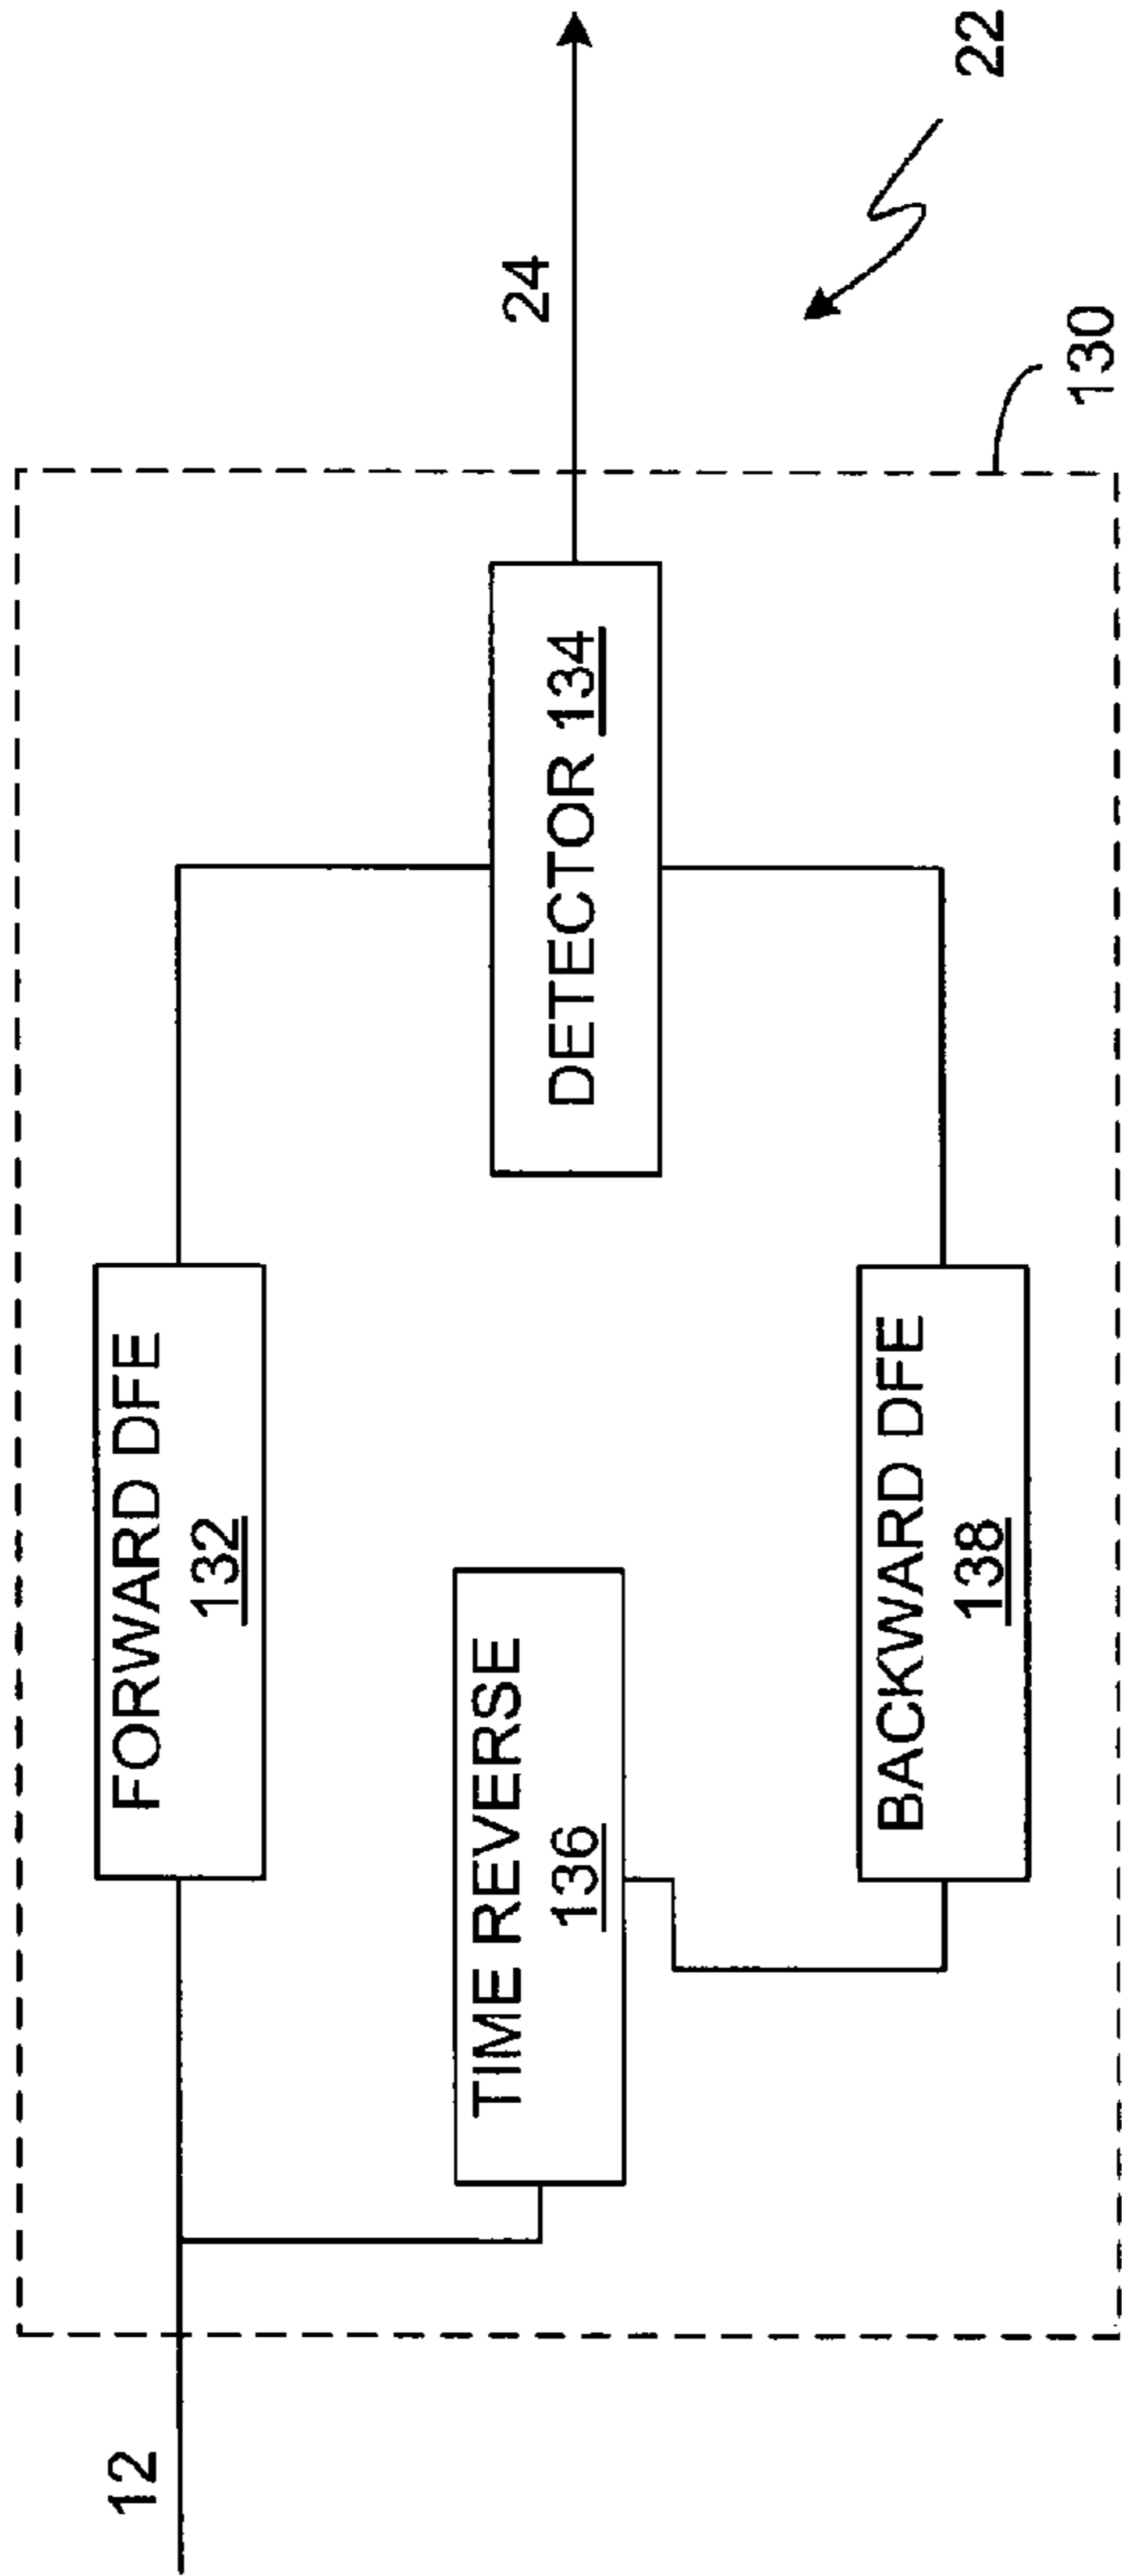 12
FORWARD DFE
132
TIME REVERSE
136
BACKWARD DFE
138
DETECTOR 134
24
130
22